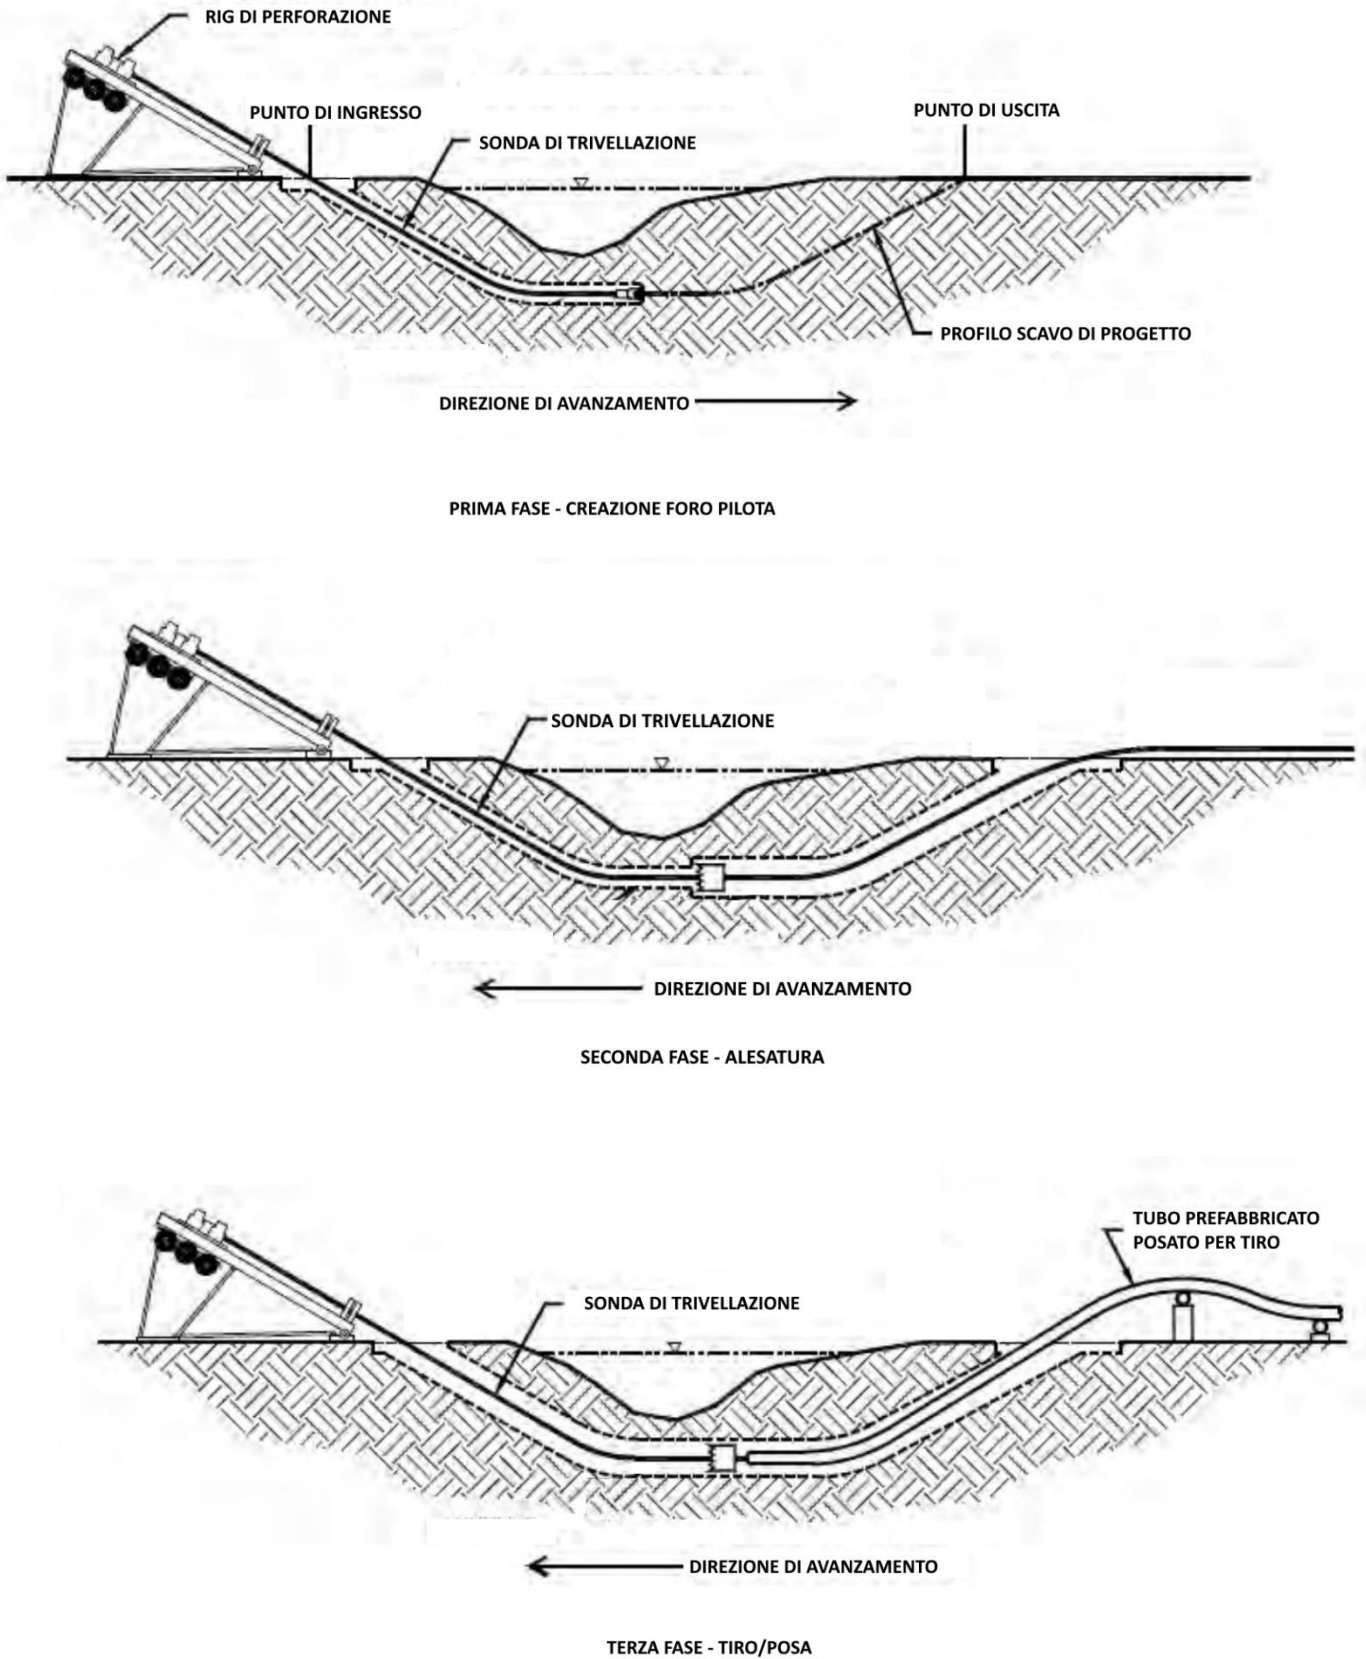 RIG DI PERFORAZIONE
PUNTO DI INGRESSO
PUNTO DI USCITA
SONDA DI TRIVELLAZIONE
PROFILO SCAVO DI PROGETTO
DIREZIONE DI AVANZAMENTO
PRIMA FASE - CREAZIONE FORO PILOTA
SONDA DI TRIVELLAZIONE
DIREZIONE DI AVANZAMENTO
SECONDA FASE - ALESATURA
TUBO PREFABBRICATO
POSATO PER TIRO
SONDA DI TRIVELLAZIONE
DIREZIONE DI AVANZAMENTO
TERZA FASE - TIRO/POSA